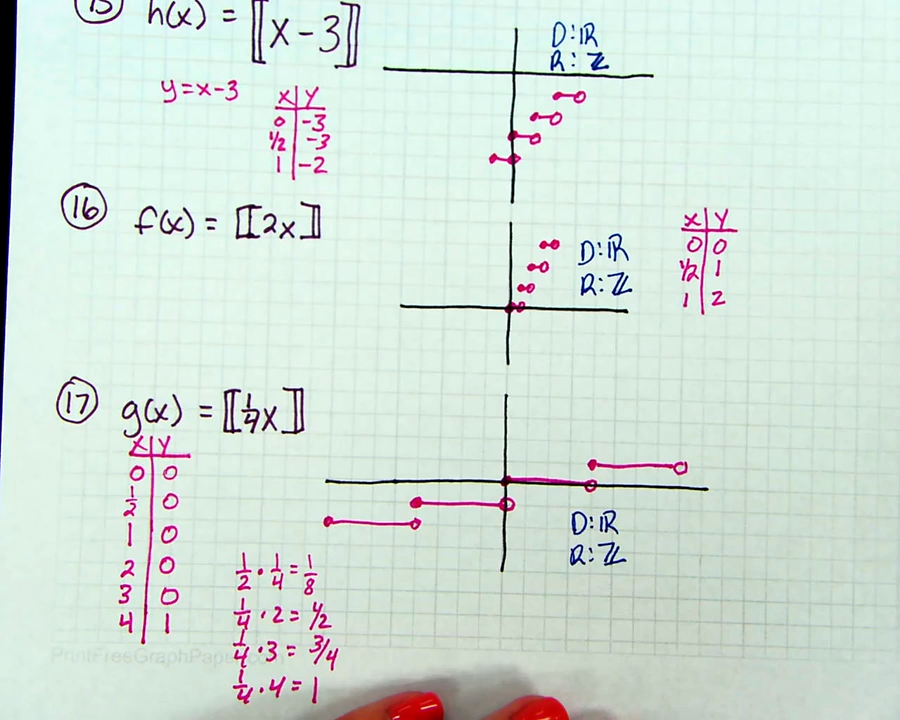 15 h(x) = [[x-3]]
D: ℝ
R: ℤ
y = x-3
x | y
0 | -3
1/2 | -3
1 | -2
16 f(x) = [[2x]]
D: ℝ
R: ℤ
x | y
0 | 0
1/2 | 1
1 | 2
17 g(x) = [[1/4x]]
x | y
0 | 0
1/2 | 0
1 | 0
2 | 0
3 | 0
4 | 1
1/2 · 1/4 = 1/8
1/4 · 2 = 1/2
1/4 · 3 = 3/4
1/4 · 4 = 1
D: ℝ
R: ℤ
PrintFreeGraphPaper.com